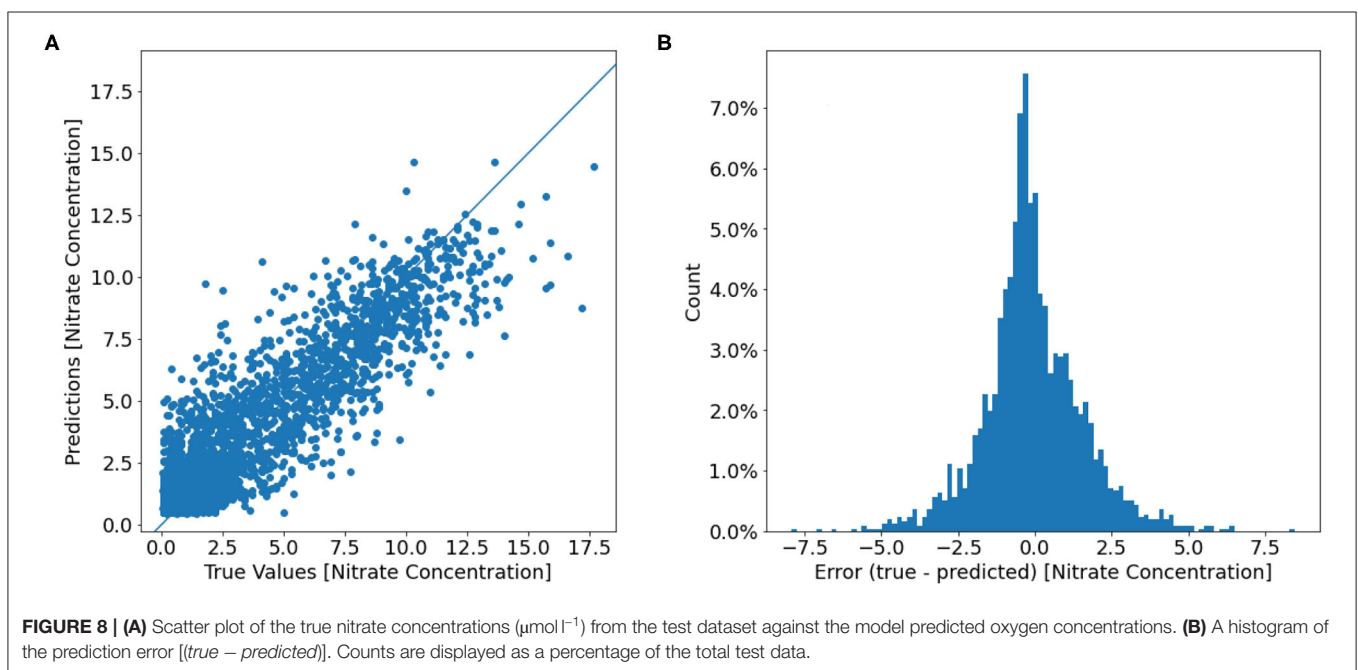 A
B
17.5
15.0
12.5
10.0
7.5
5.0
2.5
0.0
Predictions [Nitrate Concentration]
0.0 2.5 5.0 7.5 10.0 12.5 15.0 17.5
True Values [Nitrate Concentration]
7.0%
6.0%
5.0%
4.0%
3.0%
2.0%
1.0%
0.0%
Count
−7.5 −5.0 −2.5 0.0 2.5 5.0 7.5
Error (true - predicted) [Nitrate Concentration]
FIGURE 8 | (A) Scatter plot of the true nitrate concentrations (μmol l⁻¹) from the test dataset against the model predicted oxygen concentrations. (B) A histogram of
the prediction error [(true − predicted)]. Counts are displayed as a percentage of the total test data.